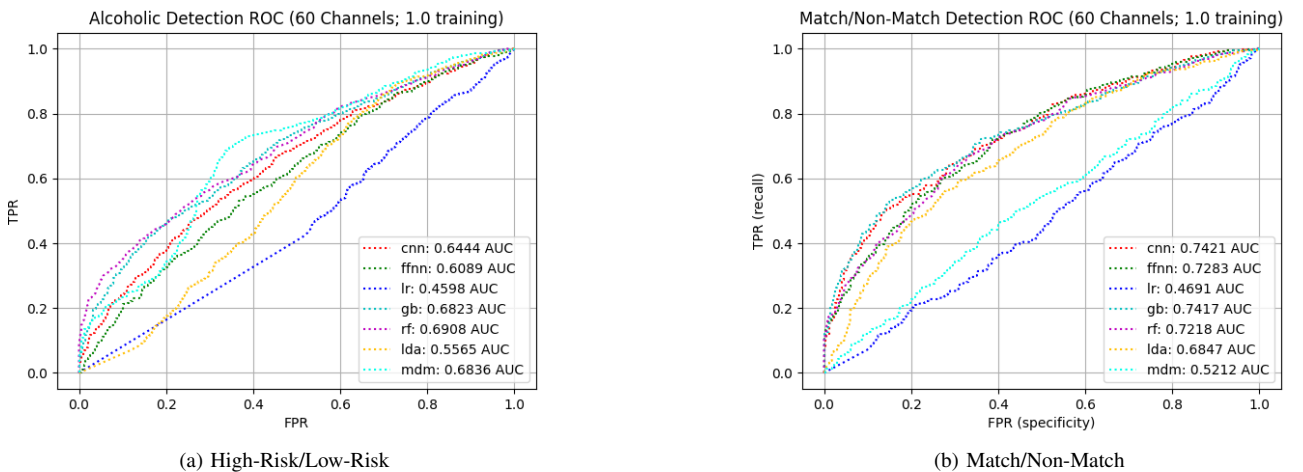 Alcoholic Detection ROC (60 Channels; 1.0 training)
1.0
0.8
0.6
0.4
0.2
0.0
TPR
cnn: 0.6444 AUC
ffnn: 0.6089 AUC
lr: 0.4598 AUC
gb: 0.6823 AUC
rf: 0.6908 AUC
lda: 0.5565 AUC
mdm: 0.6836 AUC
0.0 0.2 0.4 0.6 0.8 1.0
FPR
(a) High-Risk/Low-Risk
Match/Non-Match Detection ROC (60 Channels; 1.0 training)
1.0
0.8
0.6
0.4
0.2
0.0
TPR (recall)
cnn: 0.7421 AUC
ffnn: 0.7283 AUC
lr: 0.4691 AUC
gb: 0.7417 AUC
rf: 0.7218 AUC
lda: 0.6847 AUC
mdm: 0.5212 AUC
0.0 0.2 0.4 0.6 0.8 1.0
FPR (specificity)
(b) Match/Non-Match